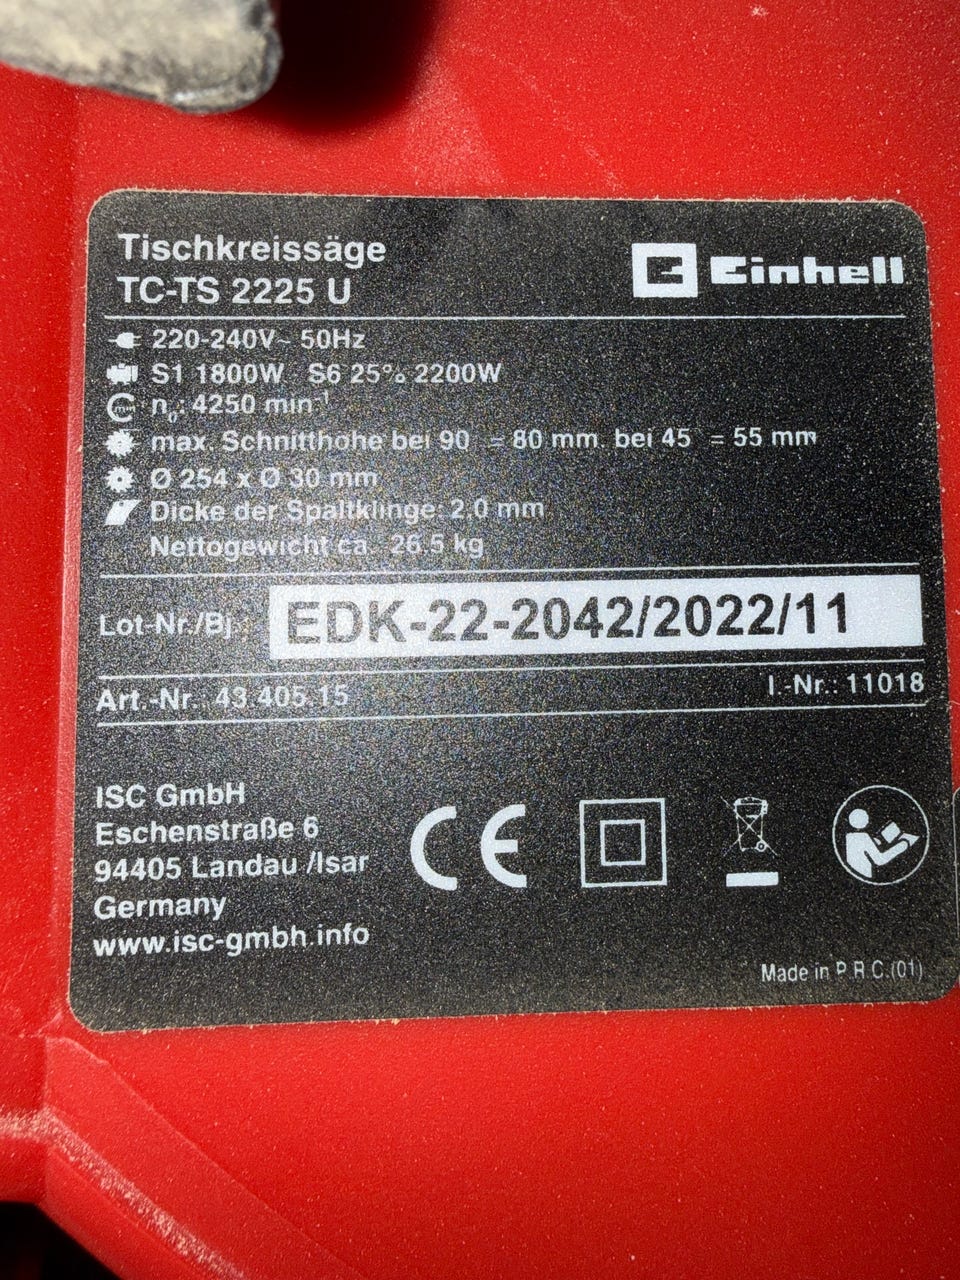 Tischkreissäge
TC-TS 2225 U
Einhell
220-240V~ 50Hz
S1 1800W S6 25% 2200W
n₀: 4250 min⁻¹
max. Schnitthöhe bei 90 = 80 mm. bei 45 = 55 mm
Ø 254 x Ø 30 mm
Dicke der Spaltklinge: 2.0 mm
Nettogewicht ca. 26.5 kg
Lot-Nr./Bj.: EDK-22-2042/2022/11
Art.-Nr.: 43.405.15 I.-Nr.: 11018
ISC GmbH
Eschenstraße 6
94405 Landau /Isar
Germany
www.isc-gmbh.info
CE
Made in P.R.C.(01)